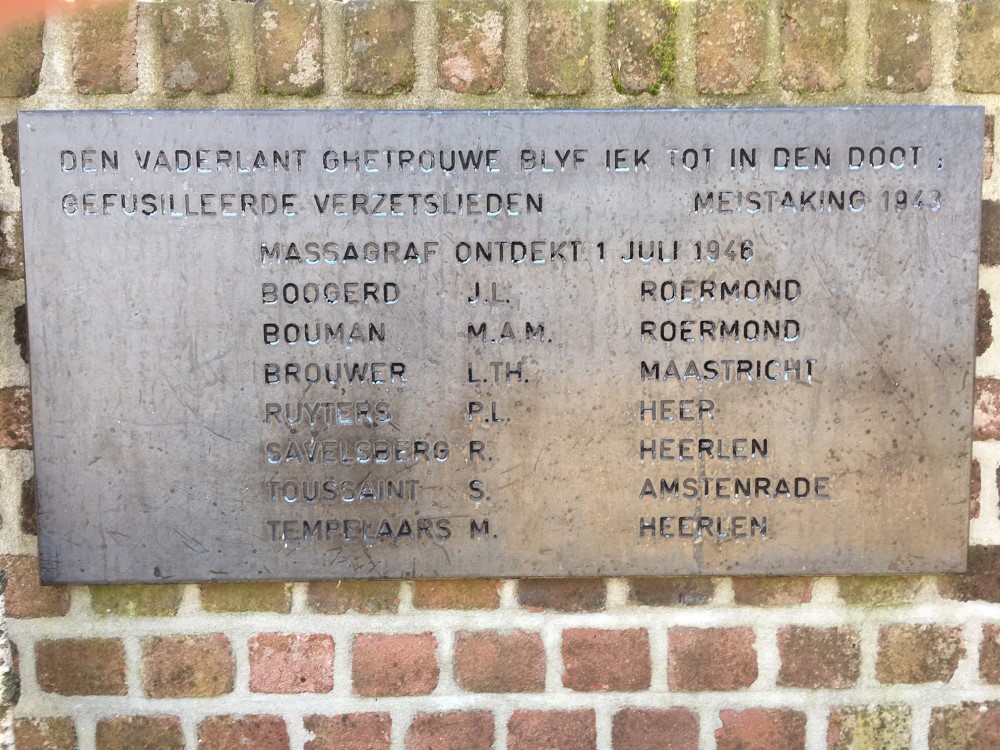 DEN VADERLANT GHETROUWE BLYF IEK TOT IN DEN DOOT ;
GEFUSILLEERDE VERZETSLIEDEN MEISTAKING 1943
MASSAGRAF ONTDEKT 1 JULI 1946
BOOGERD J.L. ROERMOND
BOUMAN M.A.M. ROERMOND
BROUWER L.TH. MAASTRICHT
RUYTERS P.L. HEER
SAVELSBERG R. HEERLEN
TOUSSAINT S. AMSTENRADE
TEMPELAARS M. HEERLEN